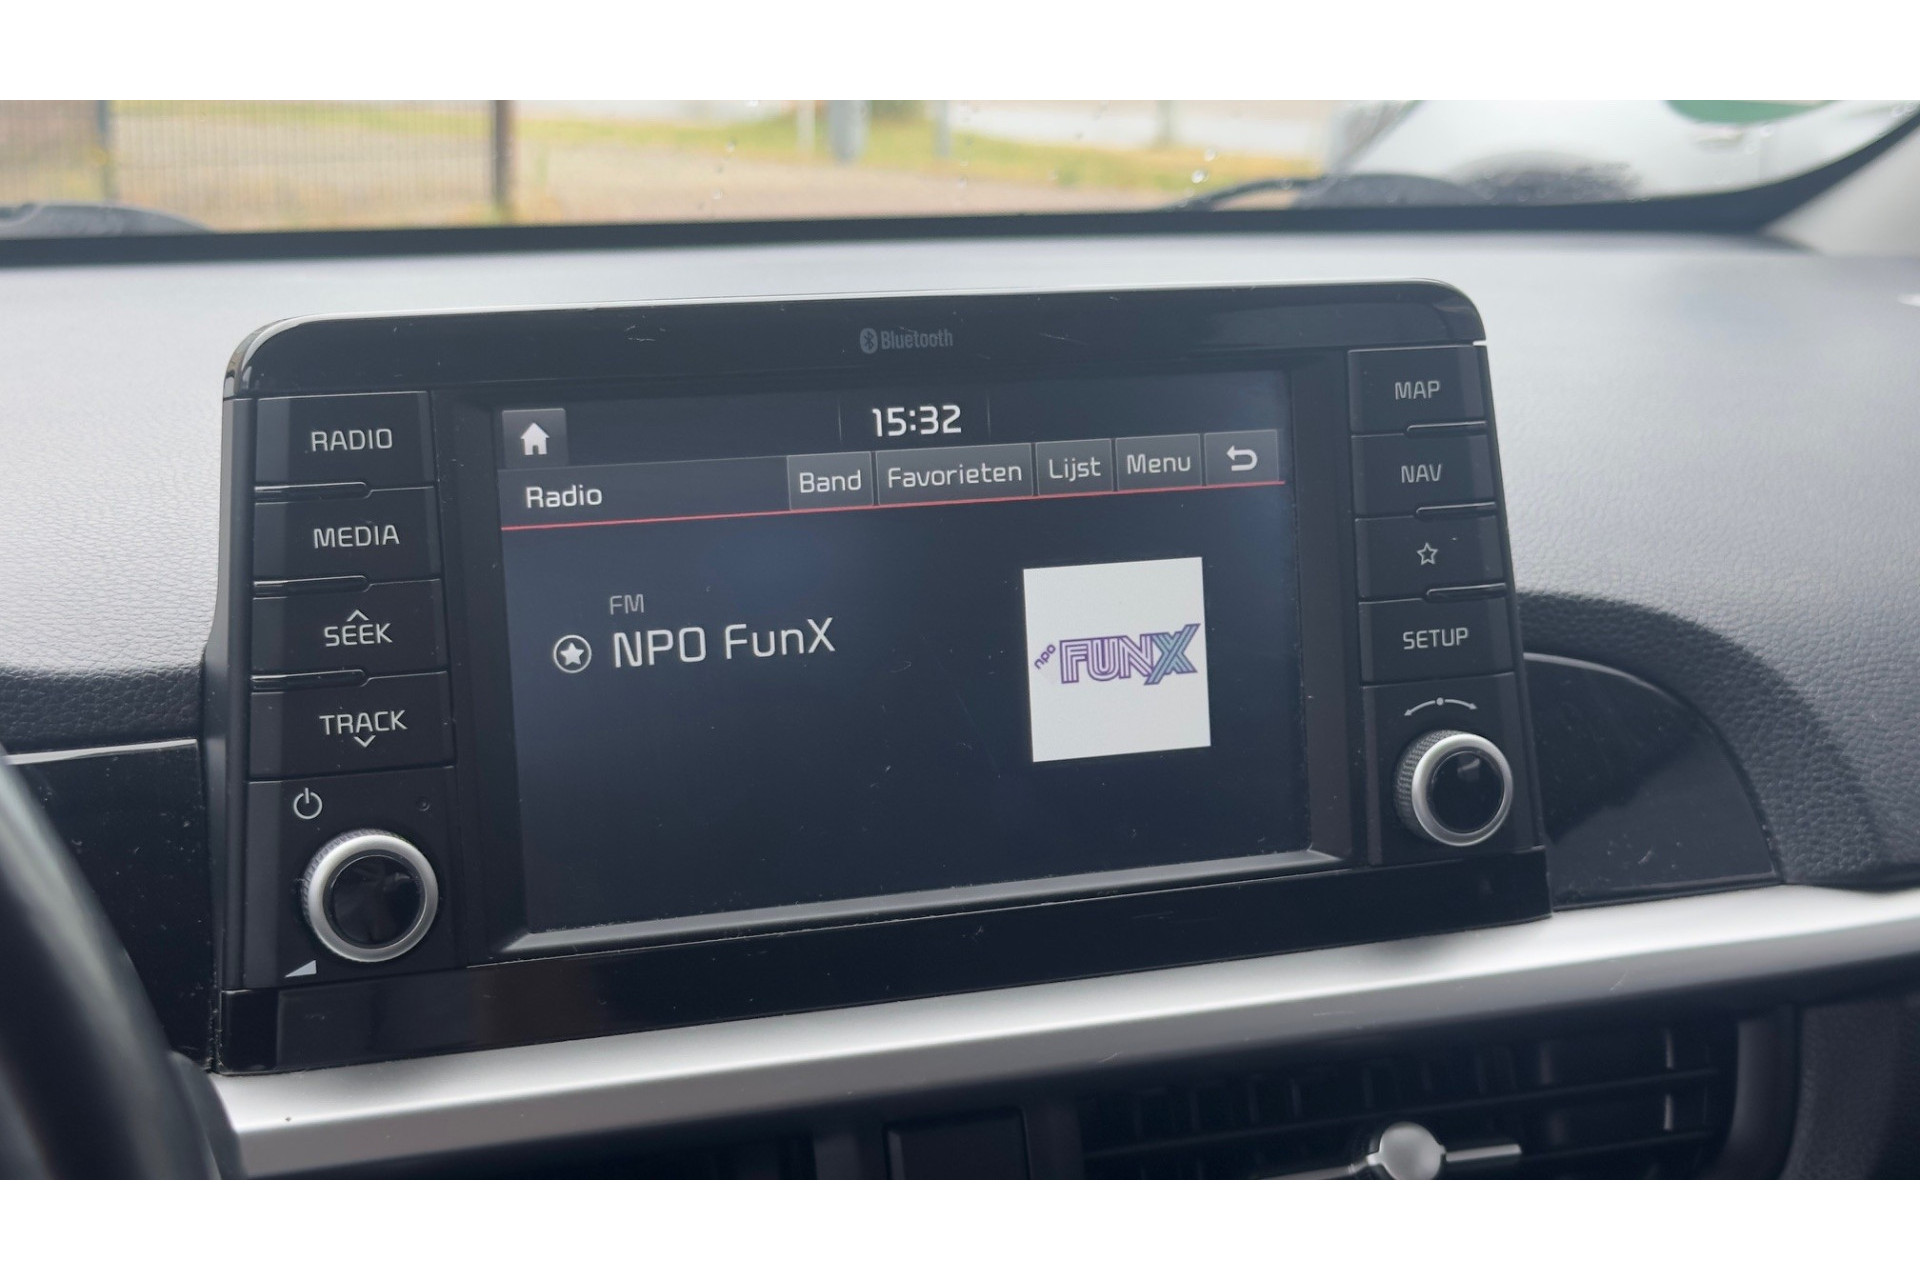 Bluetooth
15:32
Radio Band Favorieten Lijst Menu
FM
NPO FunX
npo FUNX
RADIO
MEDIA
SEEK
TRACK
MAP
NAV
SETUP